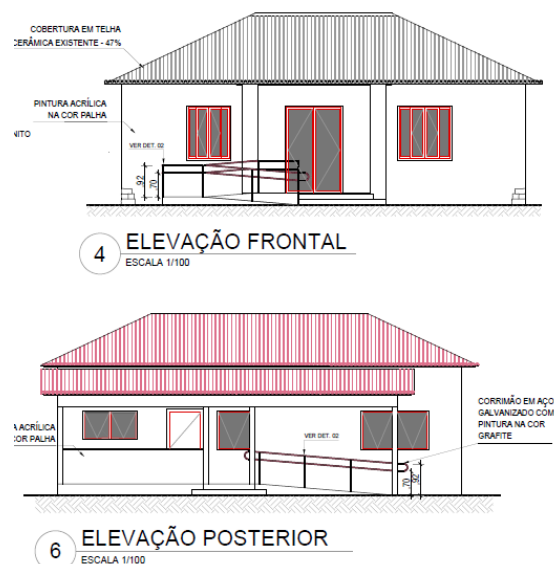 COBERTURA EM TELHA
CERÂMICA EXISTENTE - 47%
PINTURA ACRÍLICA
NA COR PALHA
NITO
VER DET. 02
.92
.70
4
ELEVAÇÃO FRONTAL
ESCALA 1/100
CORRIMÃO EM AÇO
GALVANIZADO COM
PINTURA NA COR
GRAFITE
A ACRÍLICA
COR PALHA
VER DET. 02
.70
.92
6
ELEVAÇÃO POSTERIOR
ESCALA 1/100